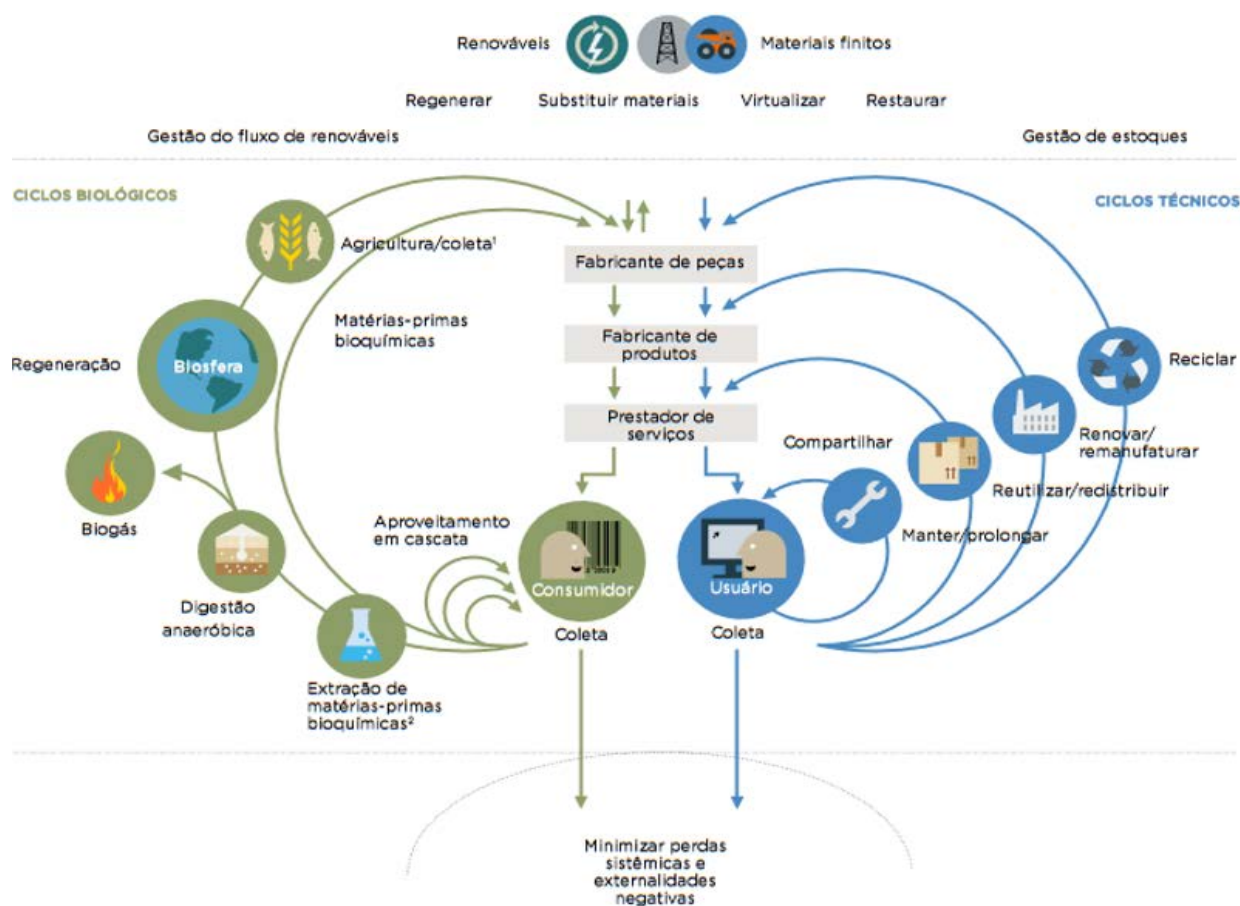 Renováveis
Materiais finitos
Regenerar
Substituir materiais
Virtualizar
Restaurar
Gestão do fluxo de renováveis
Gestão de estoques
CICLOS BIOLÓGICOS
CICLOS TÉCNICOS
Agricultura/coleta¹
Fabricante de peças
Matérias-primas
bioquímicas
Fabricante de
produtos
Regeneração
Biosfera
Reciclar
Prestador de
serviços
Compartilhar
Renovar/
remanufaturar
Reutilizar/redistribuir
Biogás
Aproveitamento
em cascata
Manter/prolongar
Consumidor
Usuário
Digestão
anaeróbica
Coleta
Coleta
Extração de
matérias-primas
bioquímicas²
Minimizar perdas
sistêmicas e
externalidades
negativas